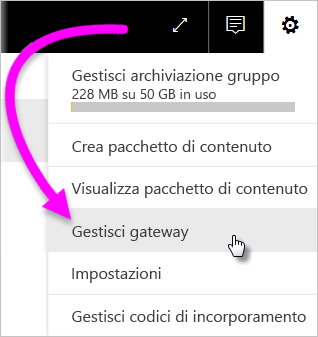 Gestisci archiviazione gruppo
228 MB su 50 GB in uso
Crea pacchetto di contenuto
Visualizza pacchetto di contenuto
Gestisci gateway
Impostazioni
Gestisci codici di incorporamento